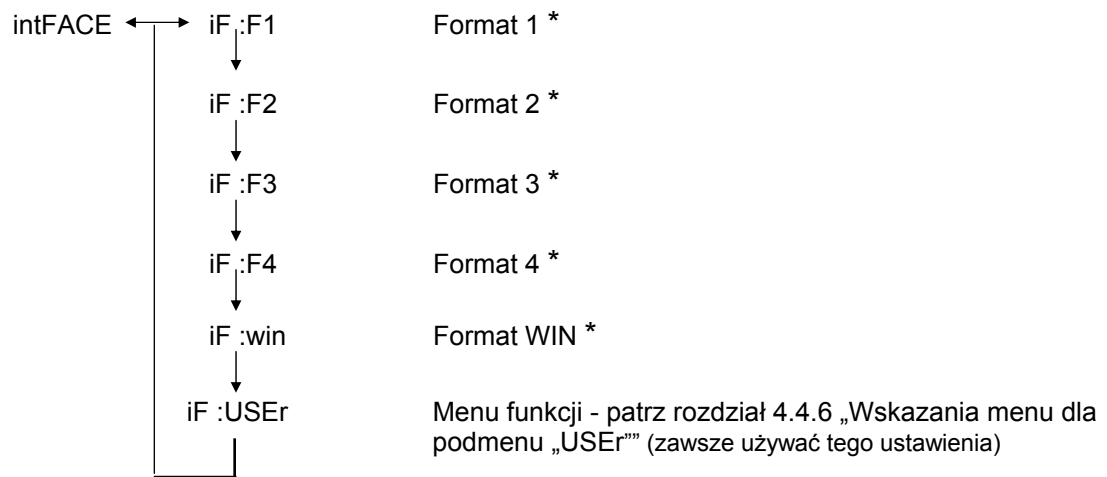 intFACE iF :F1 Format 1 *
iF :F2 Format 2 *
iF :F3 Format 3 *
iF :F4 Format 4 *
iF :win Format WIN *
iF :USEr Menu funkcji - patrz rozdział 4.4.6 „Wskazania menu dla
podmenu „USEr”” (zawsze używać tego ustawienia)